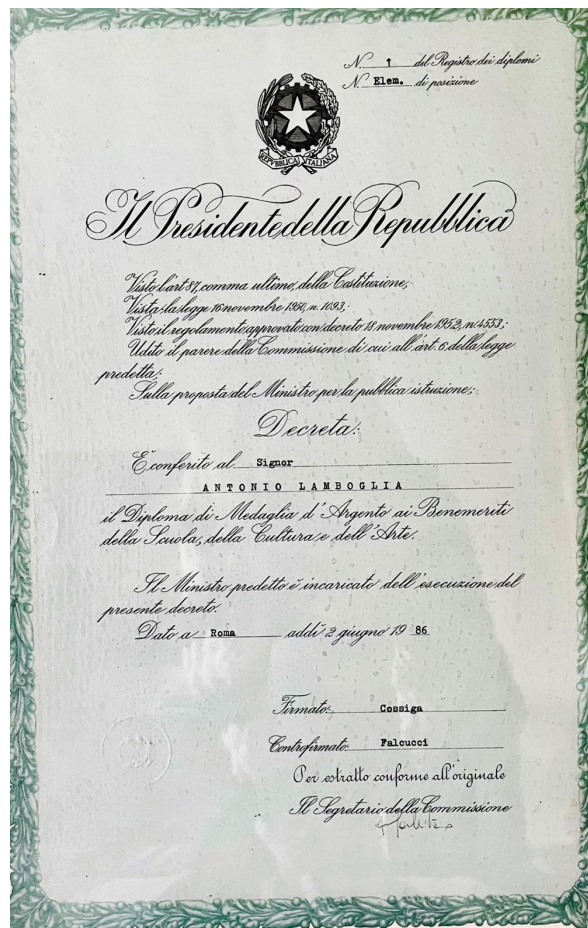 N. 1 del Registro dei diplomi
N. Elem. di posizione
REPVBBLICA ITALIANA
Il Presidente della Repubblica
Visto l'art. 87, comma ultimo, della Costituzione;
Vista la legge 16 novembre 1950, n. 1093;
Visto il regolamento approvato con decreto 18 novembre 1952, n. 4553;
Udito il parere della Commissione di cui all'art. 6 della legge
predetta;
Sulla proposta del Ministro per la pubblica istruzione;
Decreta:
È conferito al Signor
ANTONIO LAMBOGLIA
il Diploma di Medaglia d'Argento ai Benemeriti
della Scuola, della Cultura e dell'Arte.
Il Ministro predetto è incaricato dell'esecuzione del
presente decreto.
Dato a Roma addì 2 giugno 19 86
Firmato: Cossiga
Controfirmato: Falcucci
Per estratto conforme all'originale
Il Segretario della Commissione